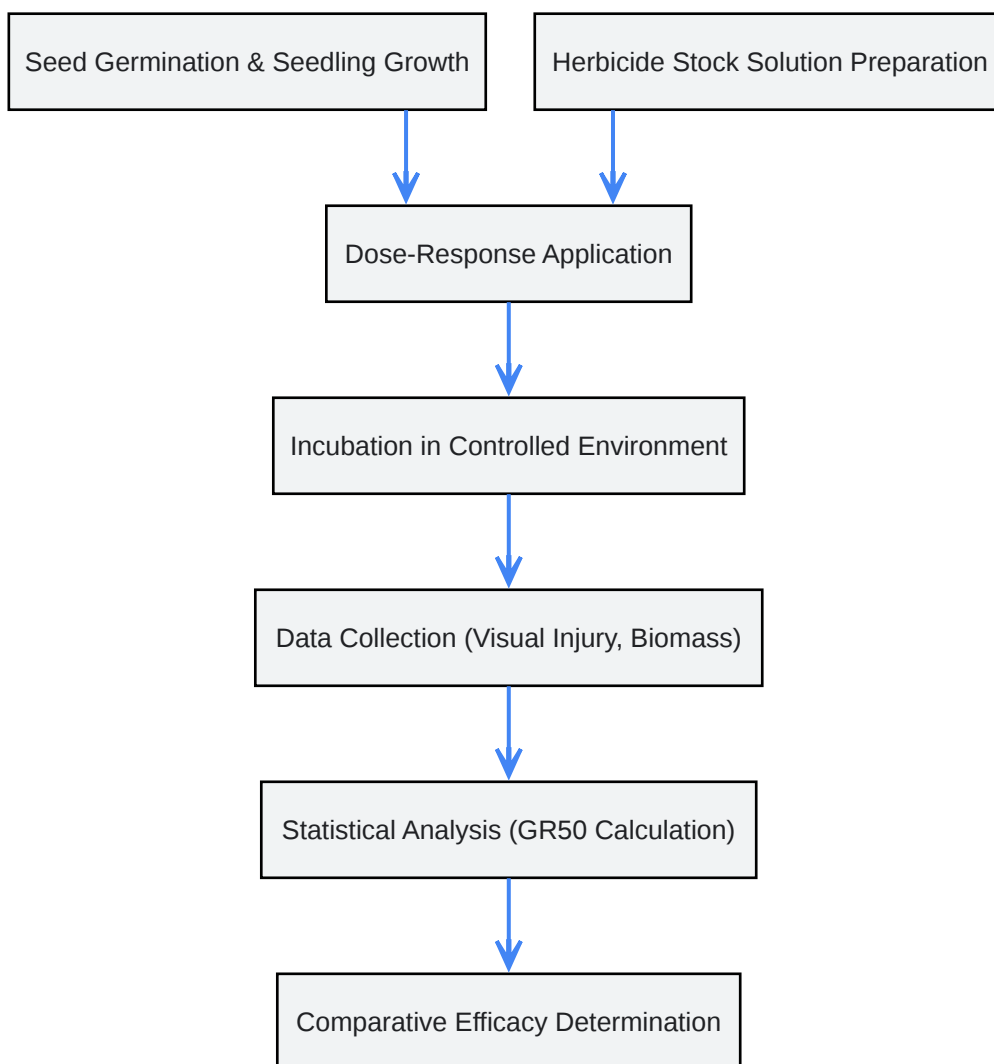 Seed Germination & Seedling Growth
Herbicide Stock Solution Preparation
Dose-Response Application
Incubation in Controlled Environment
Data Collection (Visual Injury, Biomass)
Statistical Analysis (GR50 Calculation)
Comparative Efficacy Determination